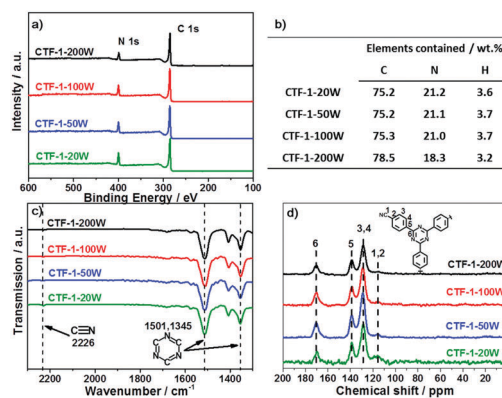 a)
N 1s
C 1s
CTF-1-200W
CTF-1-100W
CTF-1-50W
CTF-1-20W
Intensity / a.u.
600 500 400 300 200 100
Binding Energy / eV
b)
Elements contained / wt.%
C N H
CTF-1-20W 75.2 21.2 3.6
CTF-1-50W 75.2 21.1 3.7
CTF-1-100W 75.3 21.0 3.7
CTF-1-200W 78.5 18.3 3.2
c)
CTF-1-200W
CTF-1-100W
CTF-1-50W
CTF-1-20W
C≡N
2226
1501,1345
N
N N
Transmission / a.u.
2200 2000 1800 1600 1400
Wavenumber / cm-1
d)
NC 1 2 3 4 5 6
N N
N
6 5 3,4 1,2
CTF-1-200W
CTF-1-100W
CTF-1-50W
CTF-1-20W
200 180 160 140 120 100 80 60 40 20 0
Chemical shift / ppm